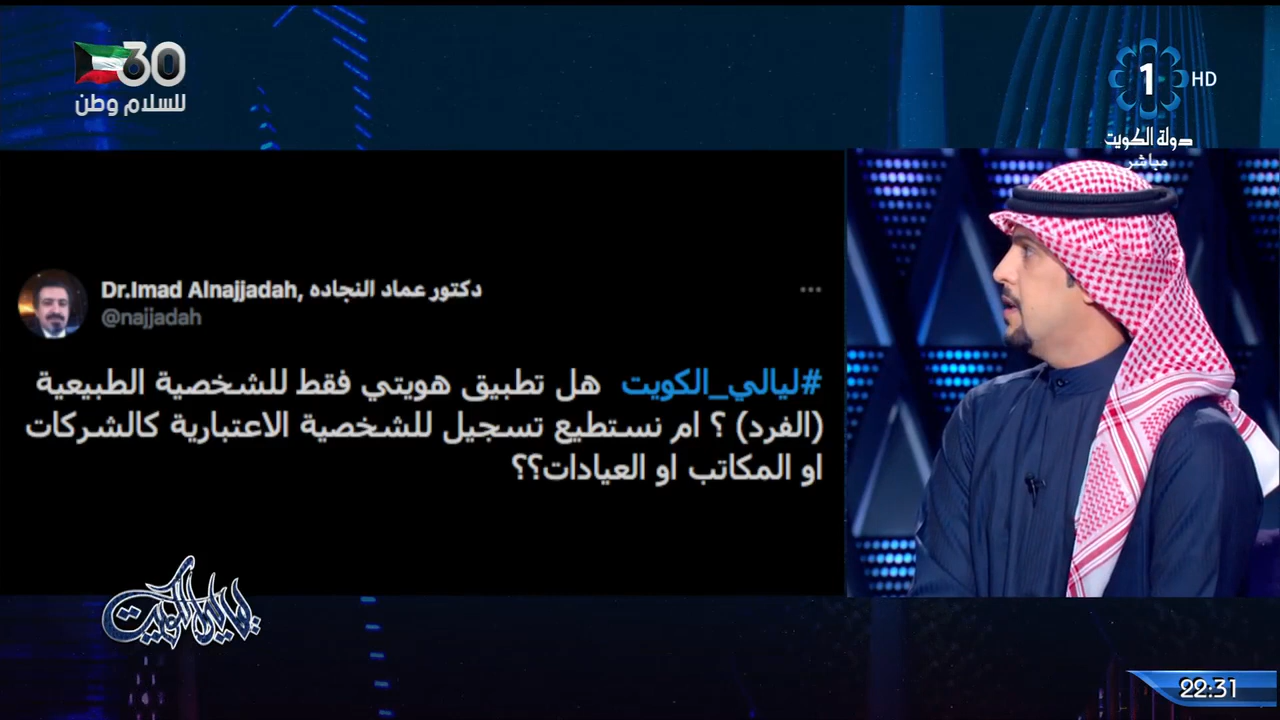 30
للسلام وطن
1 HD
دولة الكويت
مباشر
Dr.Imad Alnajjadah, دكتور عماد النجاده
@najjadah
#ليالي_الكويت هل تطبيق هويتي فقط للشخصية الطبيعية
(الفرد) ؟ ام نستطيع تسجيل للشخصية الاعتبارية كالشركات
او المكاتب او العيادات؟؟
ليالي الكويت
22:31